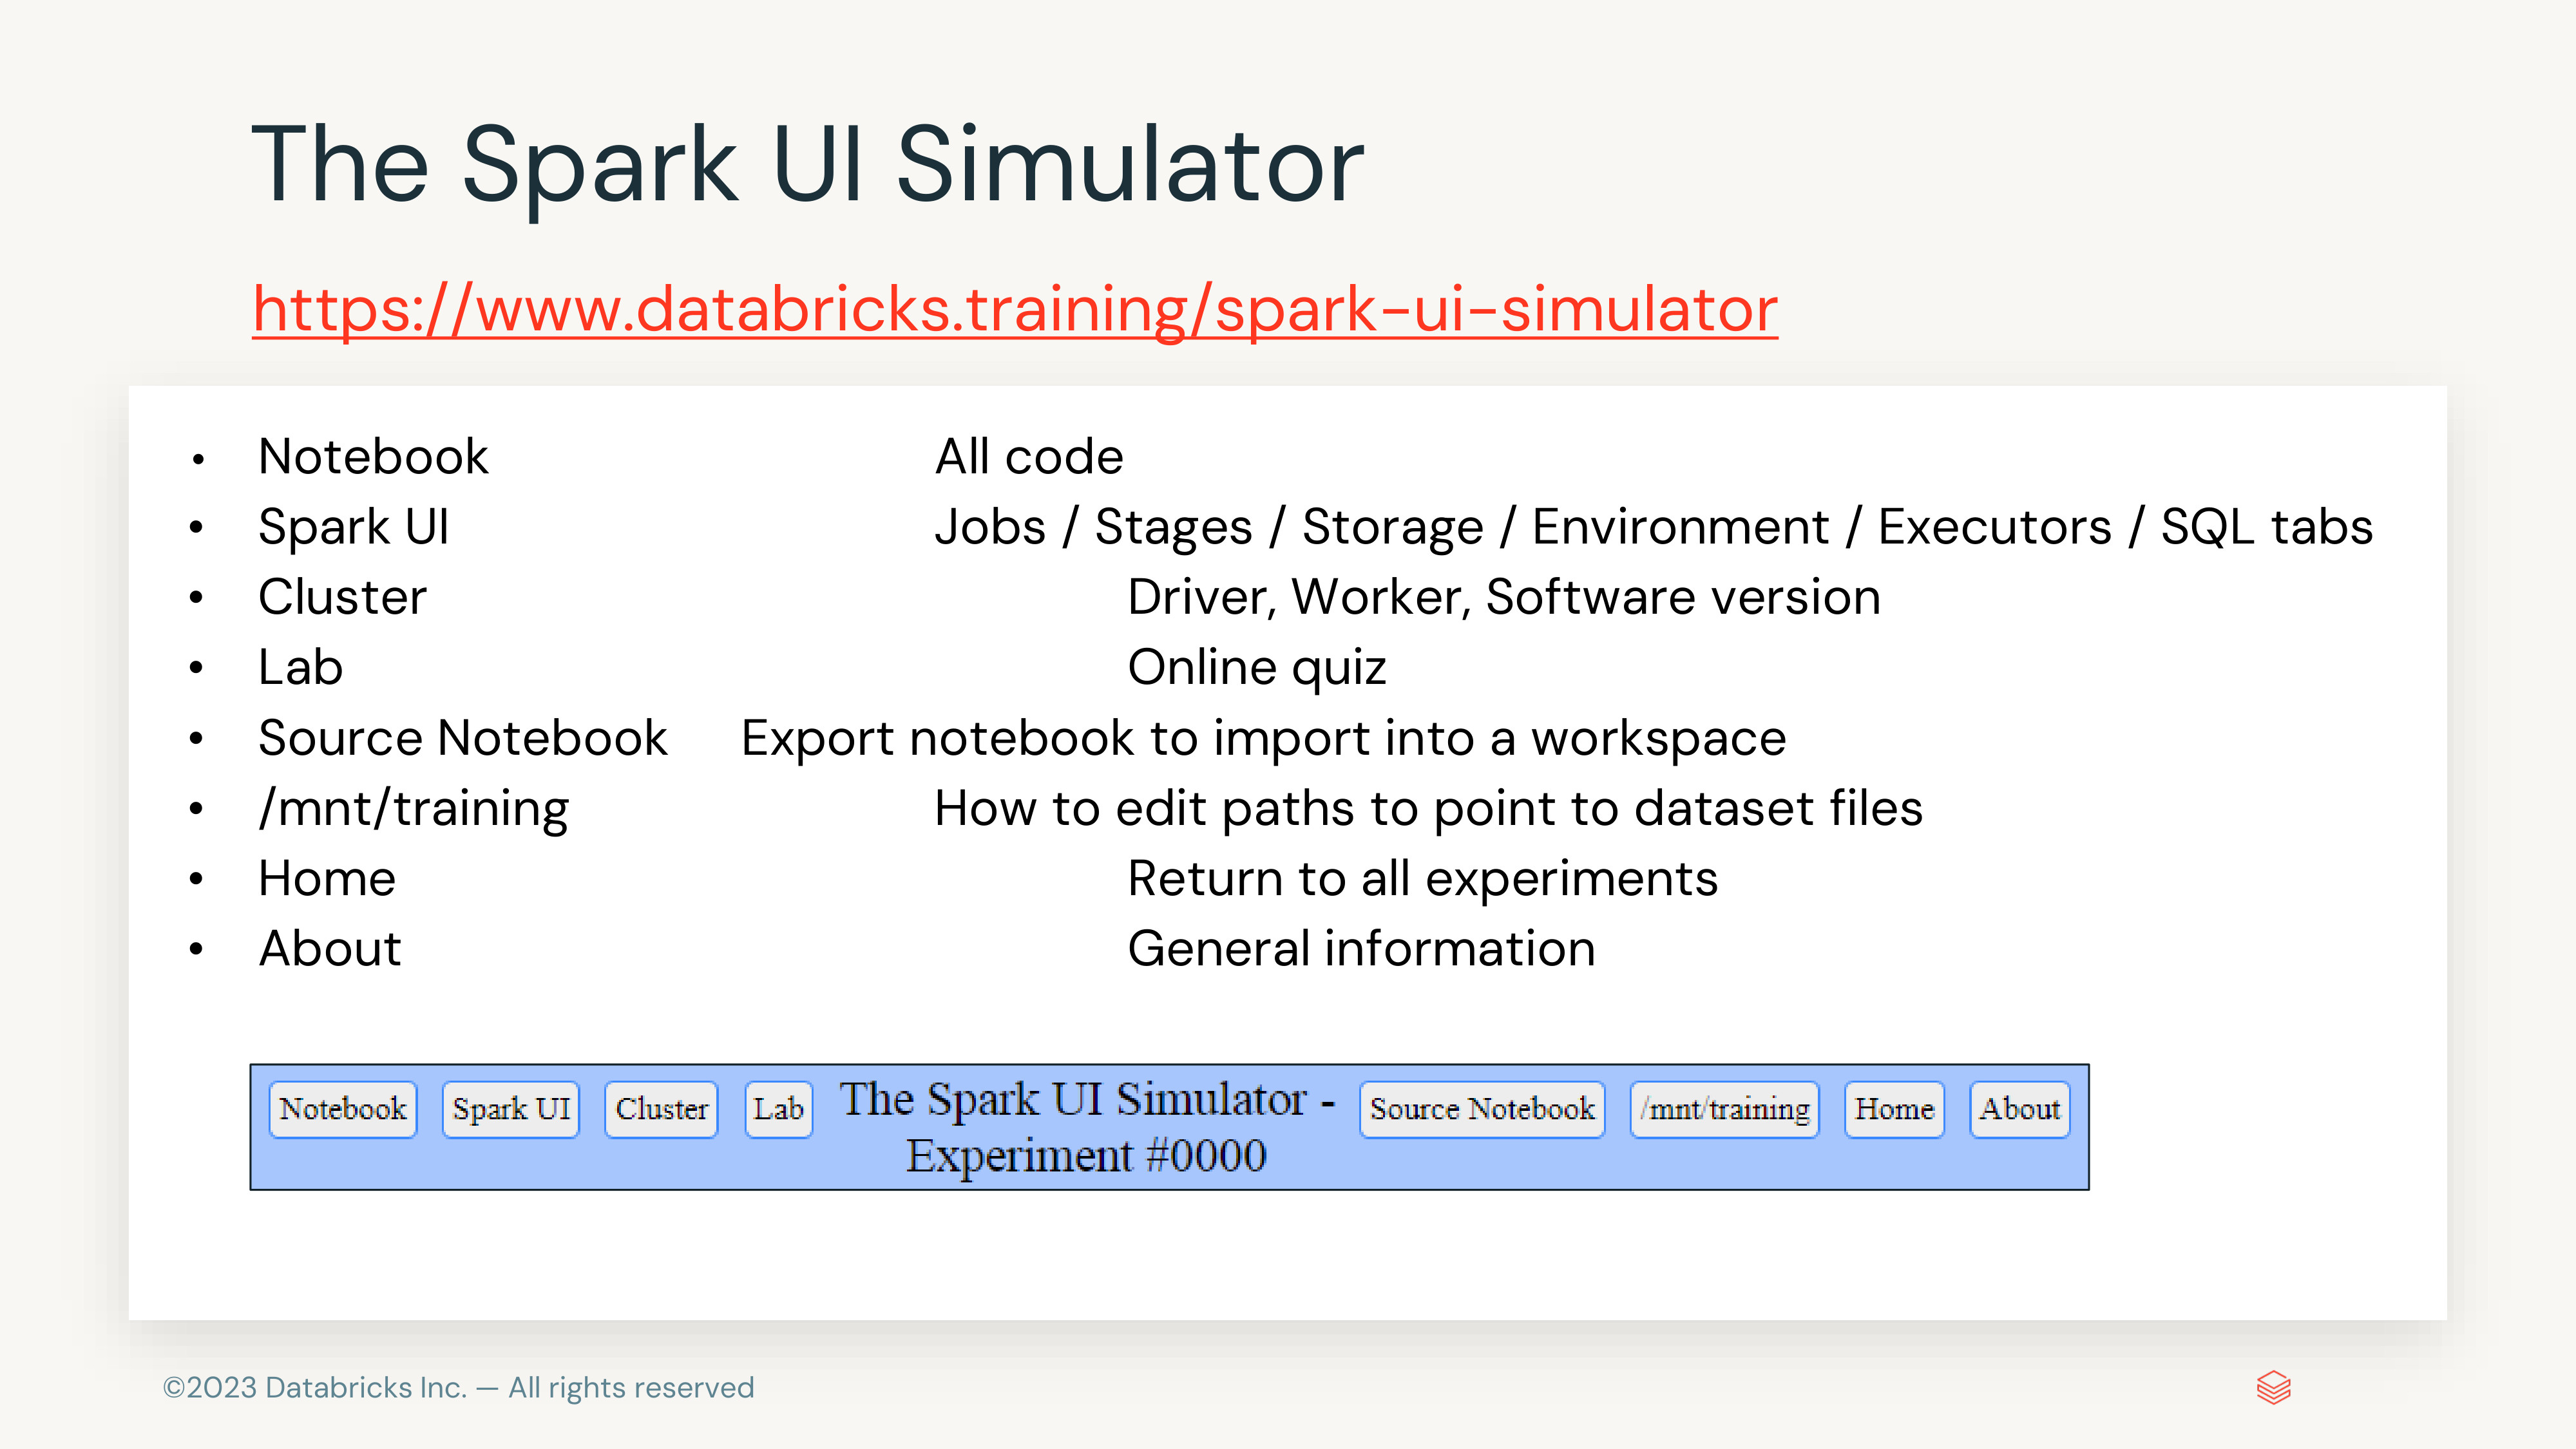 The Spark UI Simulator
https://www.databricks.training/spark-ui-simulator
• Notebook All code
• Spark UI Jobs / Stages / Storage / Environment / Executors / SQL tabs
• Cluster Driver, Worker, Software version
• Lab Online quiz
• Source Notebook Export notebook to import into a workspace
• /mnt/training How to edit paths to point to dataset files
• Home Return to all experiments
• About General information
Notebook Spark UI Cluster Lab The Spark UI Simulator - Source Notebook /mnt/training Home About
Experiment #0000
©2023 Databricks Inc. — All rights reserved